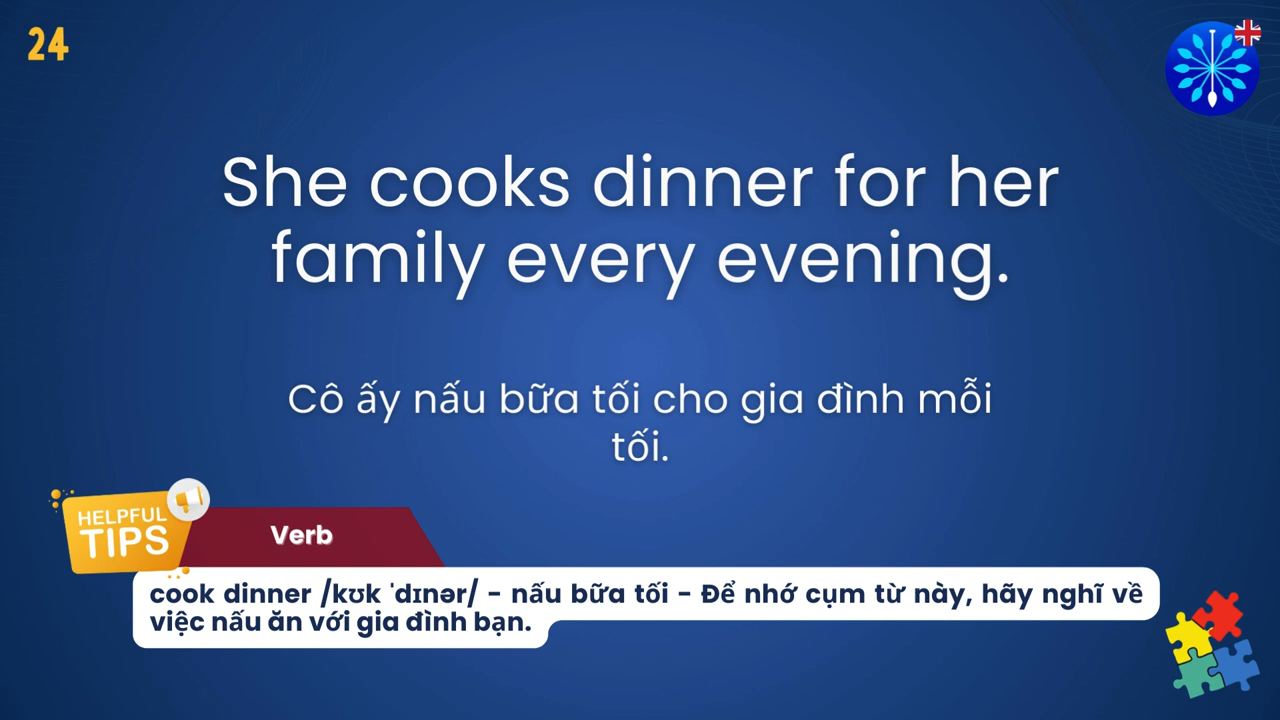 24
She cooks dinner for her
family every evening.
Cô ấy nấu bữa tối cho gia đình mỗi
tối.
HELPFUL
TIPS
Verb
cook dinner /kʊk ˈdɪnər/ - nấu bữa tối - Để nhớ cụm từ này, hãy nghĩ về
việc nấu ăn với gia đình bạn.